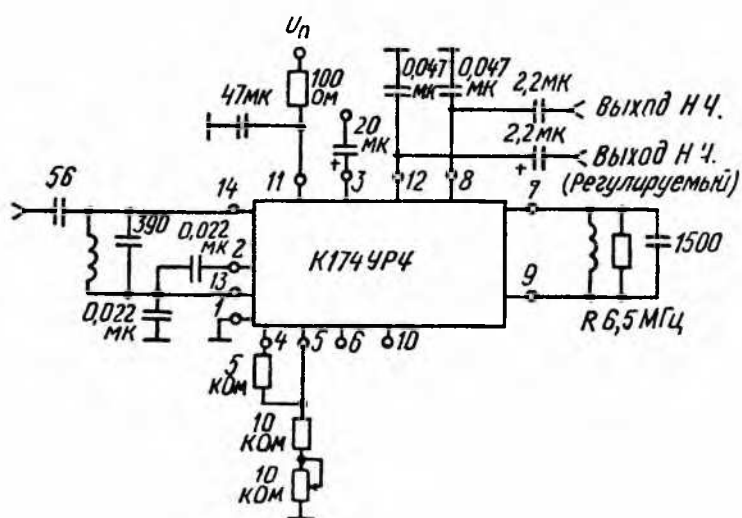 Uп
100
Ом
47мк
20
мк
0,047
мк
0,047
мк
2,2мк
Выход Н Ч.
2,2мк
+
Выход Н Ч.
(Регулируемый)
56
14
11
+
3
12
8
7
390
0,022
мк
2
К174УР4
1500
13
9
0,022
мк
1
R 6,5 МГц
4
5
6
10
5
кОм
10
кОм
10
кОм